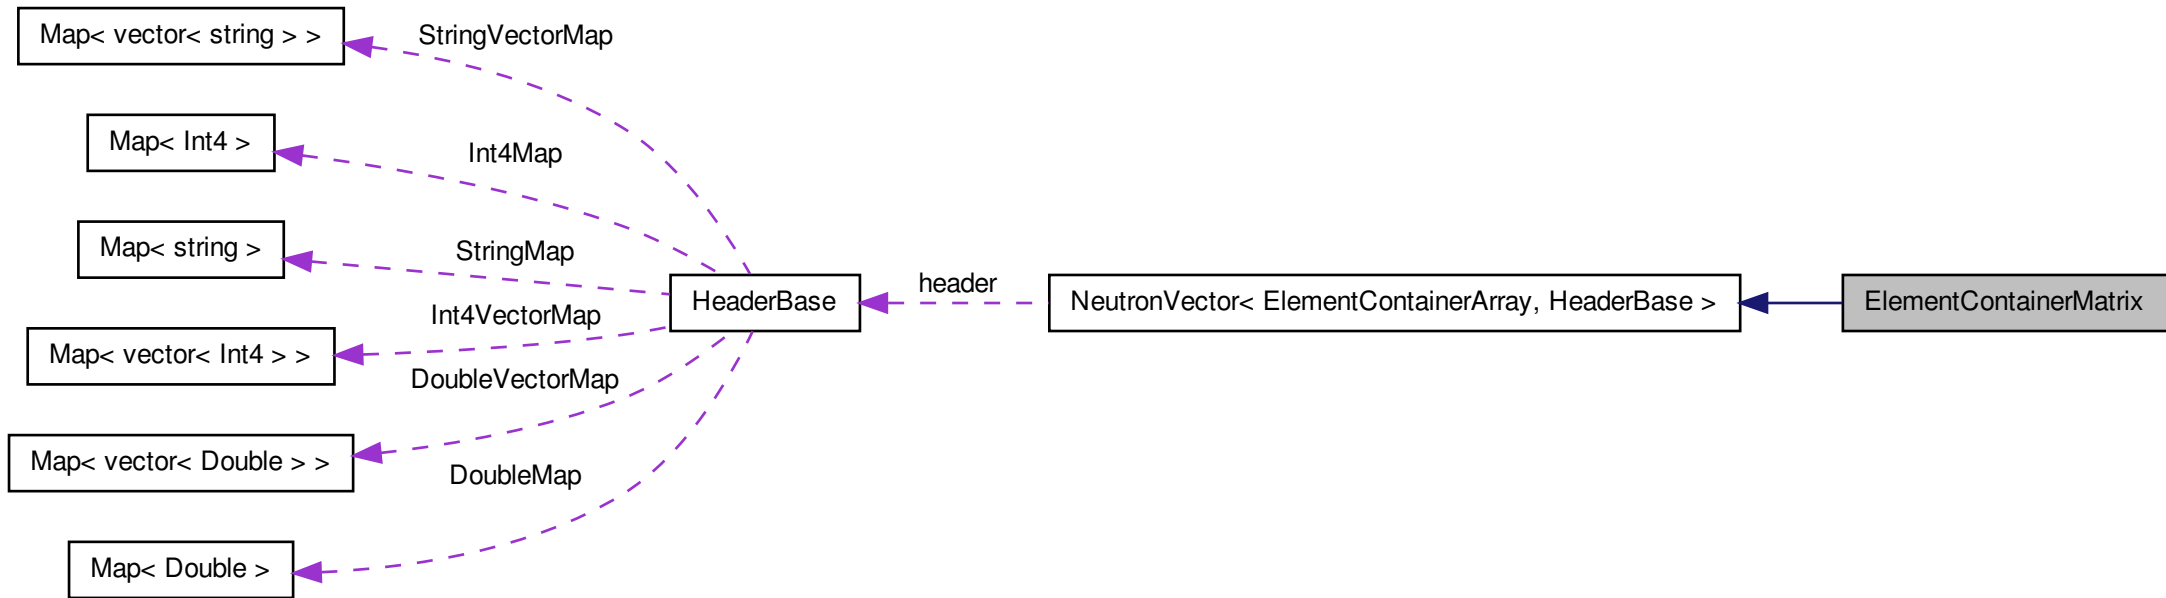 Map< vector< string > >
StringVectorMap
Map< Int4 >
Int4Map
Map< string >
StringMap
HeaderBase
header
NeutronVector< ElementContainerArray, HeaderBase >
ElementContainerMatrix
Int4VectorMap
Map< vector< Int4 > >
DoubleVectorMap
Map< vector< Double > >
DoubleMap
Map< Double >